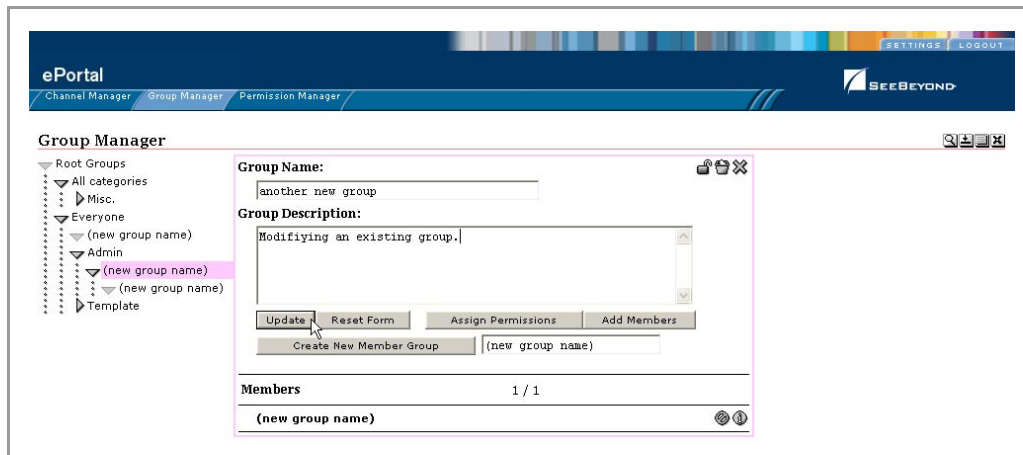 SETTINGS LOGOUT
ePortal
SEEBEYOND
Channel Manager Group Manager Permission Manager
Group Manager
Root Groups
All categories
Misc.
Everyone
(new group name)
Admin
(new group name)
(new group name)
Template
Group Name:
another new group
Group Description:
Modifiying an existing group.
Update Reset Form Assign Permissions Add Members
Create New Member Group (new group name)
Members 1 / 1
(new group name)